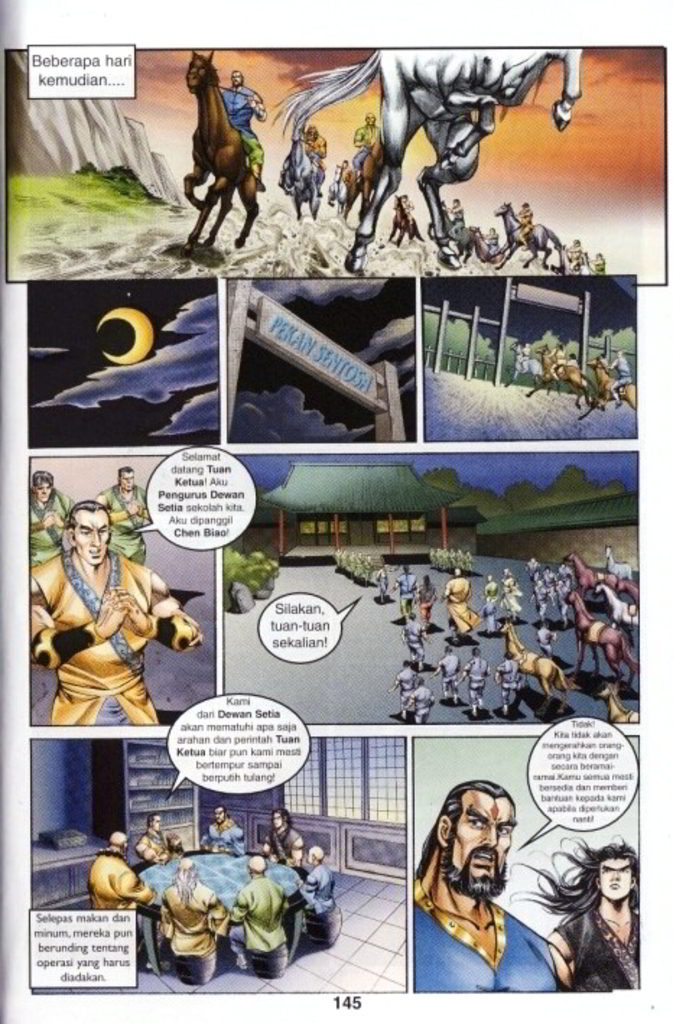 Beberapa hari
kemudian....
PEKAN SENTOSA
Selamat
datang Tuan
Ketua! Aku
Pengurus Dewan
Setia sekolah kita.
Aku dipanggil
Chen Biao!
Silakan,
tuan-tuan
sekalian!
Kami
dari Dewan Setia
akan mematuhi apa saja
arahan dan perintah Tuan
Ketua biar pun kami mesti
bertempur sampai
berputih tulang!
Selepas makan dan
minum, mereka pun
berunding tentang
operasi yang harus
diadakan.
Tidak!
Kita tidak akan
mengerahkan orang-
orang kita dengan
secara beramai-
ramai.Kamu semua mesti
bersedia dan memberi
bantuan kepada kami
apabila diperlukan
nanti!
145